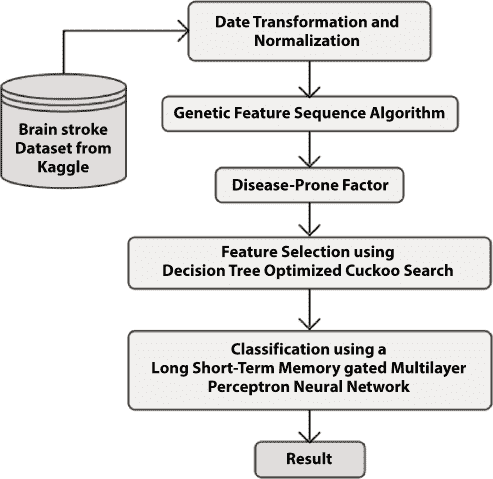 Date Transformation and
Normalization
Brain stroke
Dataset from
Kaggle
Genetic Feature Sequence Algorithm
Disease-Prone Factor
Feature Selection using
Decision Tree Optimized Cuckoo Search
Classification using a
Long Short-Term Memory gated Multilayer
Perceptron Neural Network
Result